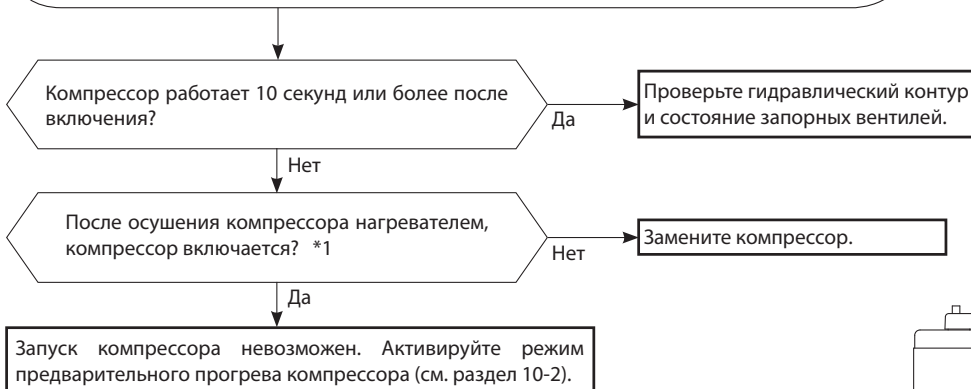 Компрессор работает 10 секунд или более после
включения?
Да
Проверьте гидравлический контур
и состояние запорных вентилей.
Нет
После осушения компрессора нагревателем,
компрессор включается? *1
Нет
Замените компрессор.
Да
Запуск компрессора невозможен. Активируйте режим
предварительного прогрева компрессора (см. раздел 10-2).